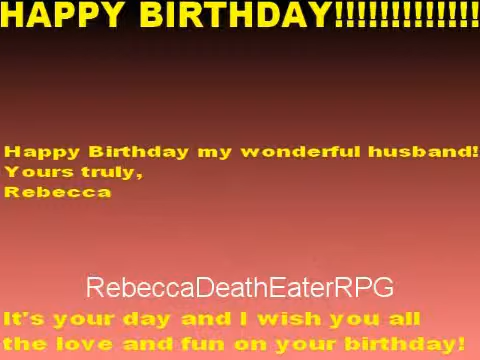 HAPPY BIRTHDAY!!!!!!!!!!!!!
Happy Birthday my wonderful husband!
Yours truly,
Rebecca
RebeccaDeathEaterRPG
It's your day and I wish you all
the love and fun on your birthday!